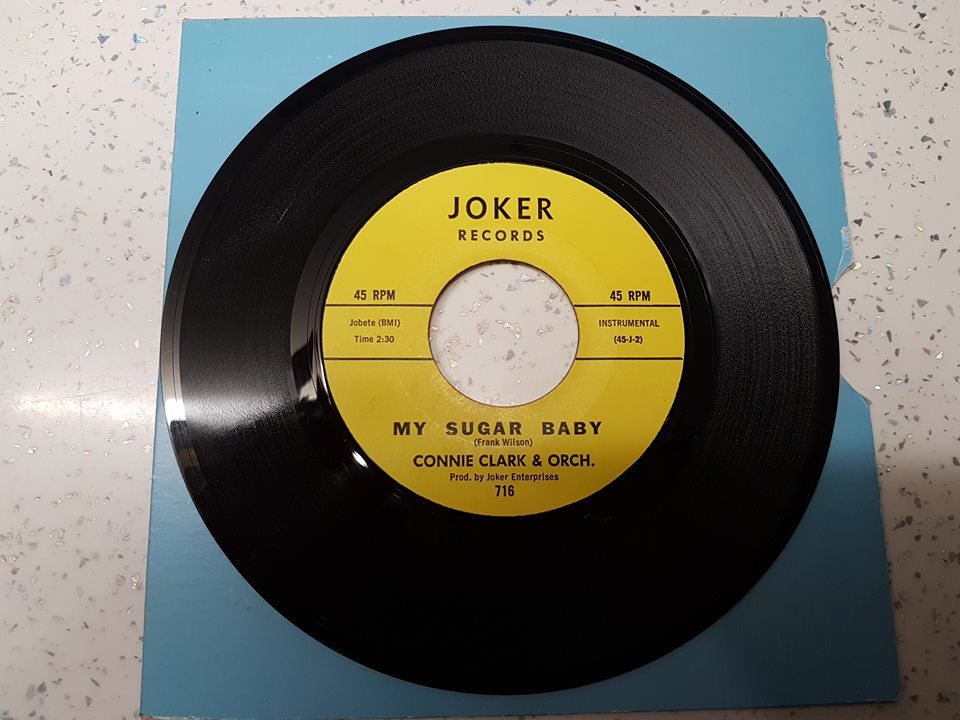 JOKER
RECORDS
45 RPM
45 RPM
Jobete (BMI)
Time 2:30
INSTRUMENTAL
(45-J-2)
MY SUGAR BABY
(Frank Wilson)
CONNIE CLARK & ORCH.
Prod. by Joker Enterprises
716